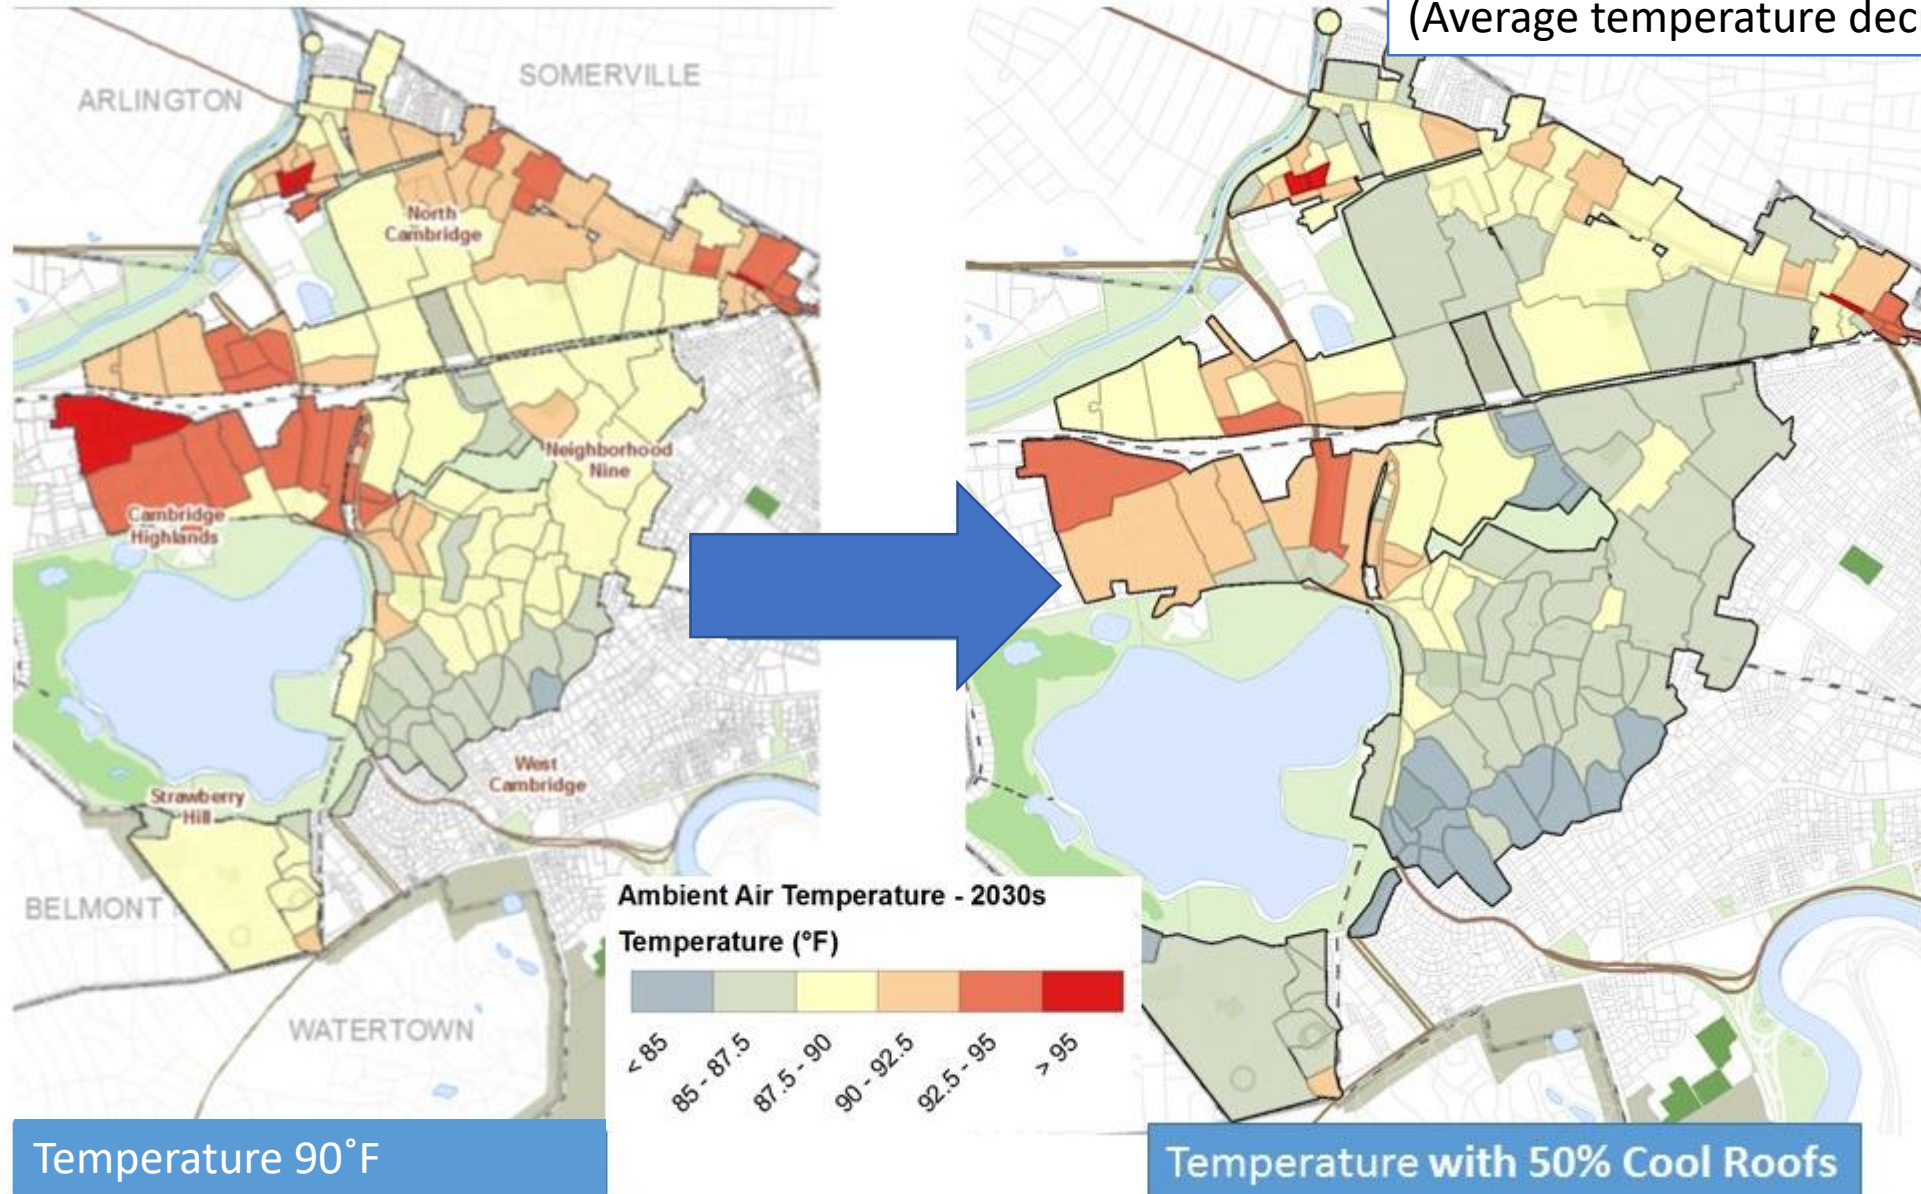 (Average temperature dec
SOMERVILLE
ARLINGTON
North
Cambridge
Neighborhood
Nine
Cambridge
Highlands
West
Cambridge
Strawberry
Hill
BELMONT
WATERTOWN
Ambient Air Temperature - 2030s
Temperature (°F)
< 85
85 - 87.5
87.5 - 90
90 - 92.5
92.5 - 95
> 95
Temperature 90˚F
Temperature with 50% Cool Roofs